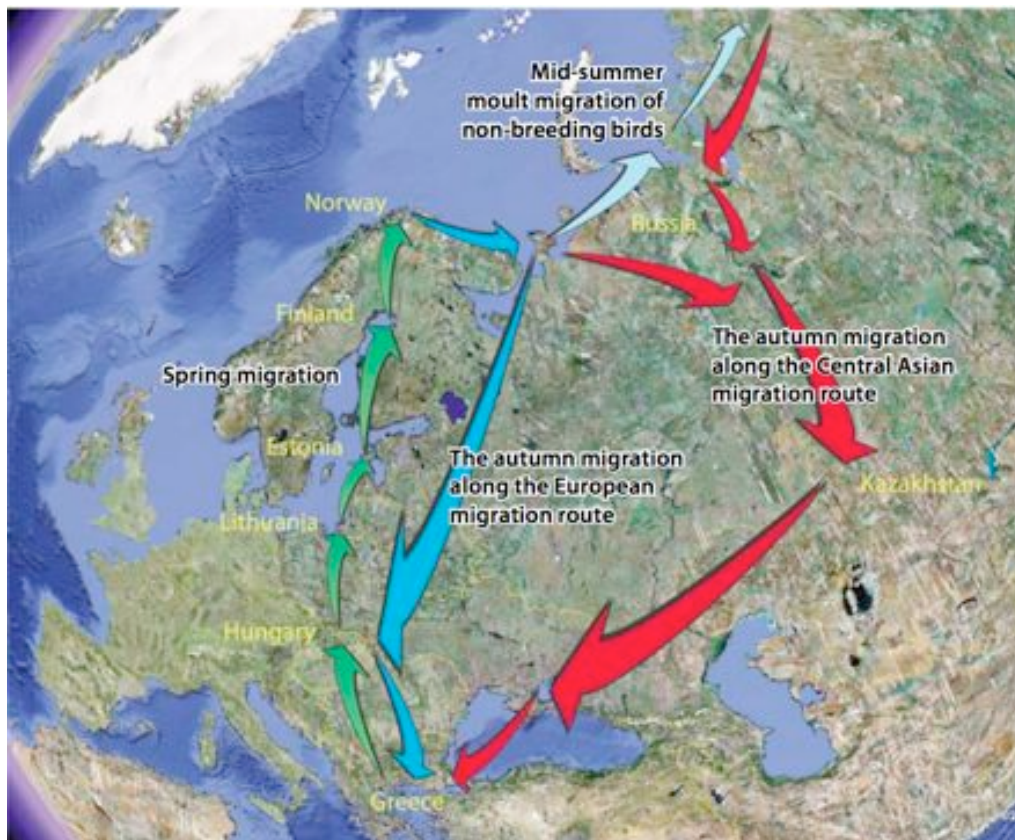 Mid-summer
moult migration of
non-breeding birds
Norway
Russia
Finland
The autumn migration
along the Central Asian
migration route
Spring migration
Estonia
The autumn migration
along the European
migration route
Kazakhstan
Lithuania
Hungary
Greece